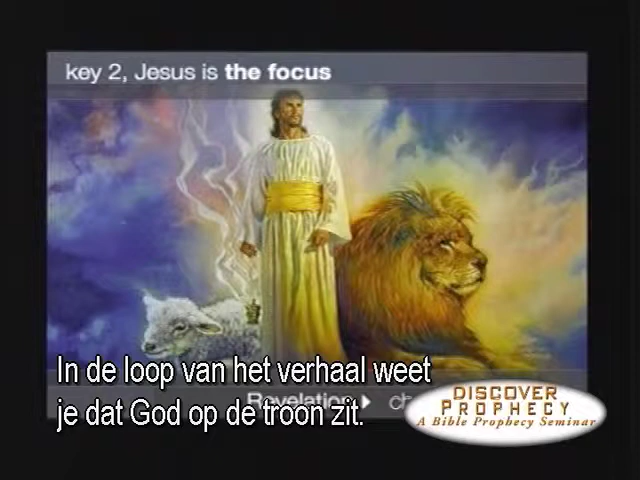 key 2, Jesus is the focus
In de loop van het verhaal weet
je dat God op de troon zit.
Revelation
DISCOVER
PROPHECY
A Bible Prophecy Seminar